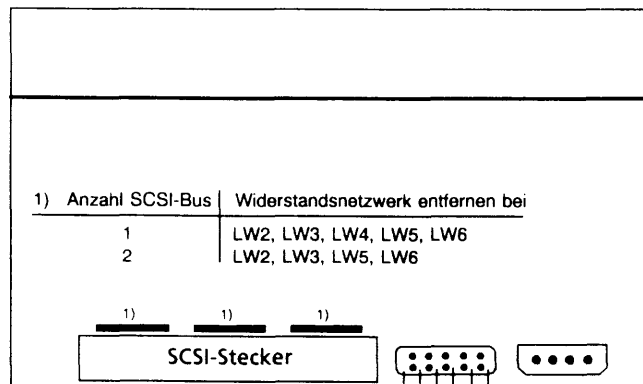 1) Anzahl SCSI-Bus Widerstandsnetzwerk entfernen bei
1 LW2, LW3, LW4, LW5, LW6
2 LW2, LW3, LW5, LW6
1) 1) 1)
SCSI-Stecker